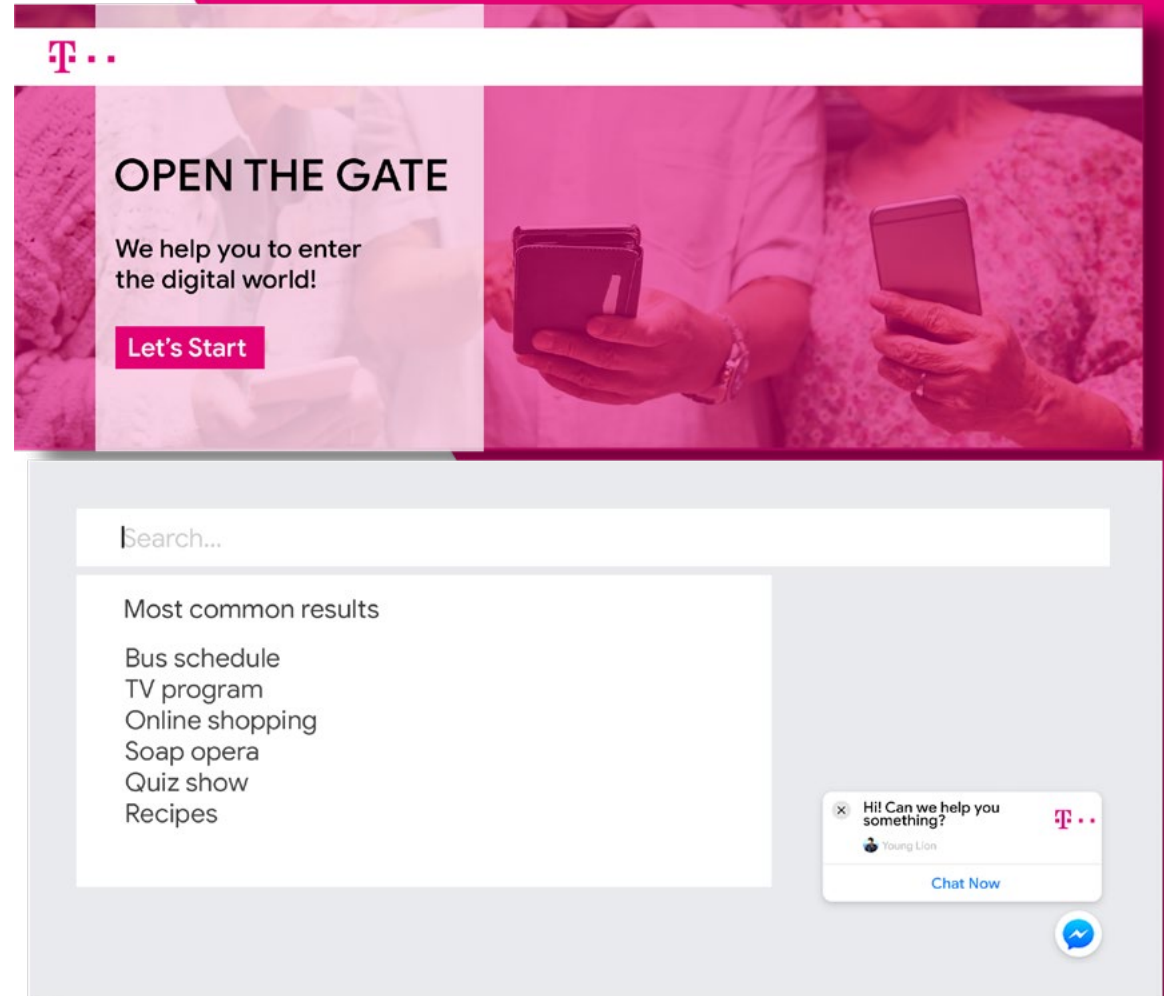 T
OPEN THE GATE
We help you to enter
the digital world!
Let's Start
Search...
Most common results
Bus schedule
TV program
Online shopping
Soap opera
Quiz show
Recipes
Hi! Can we help you
something?
T
Young Lion
Chat Now